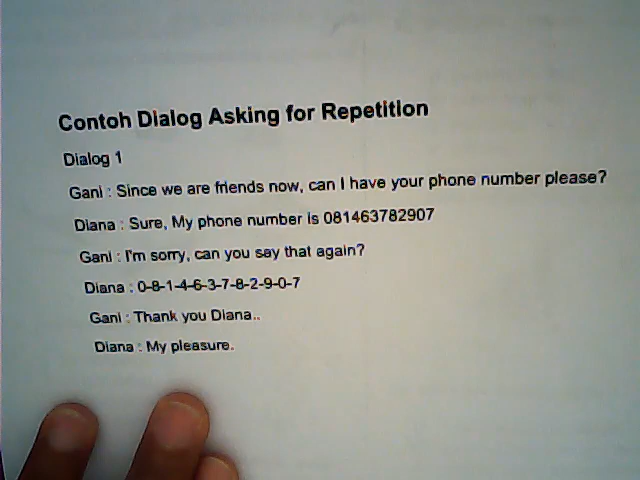 Contoh Dialog Asking for Repetition
Dialog 1
Gani : Since we are friends now, can I have your phone number please?
Diana : Sure, My phone number is 081463782907
Gani : I'm sorry, can you say that again?
Diana : 0-8-1-4-6-3-7-8-2-9-0-7
Gani : Thank you Diana..
Diana : My pleasure.